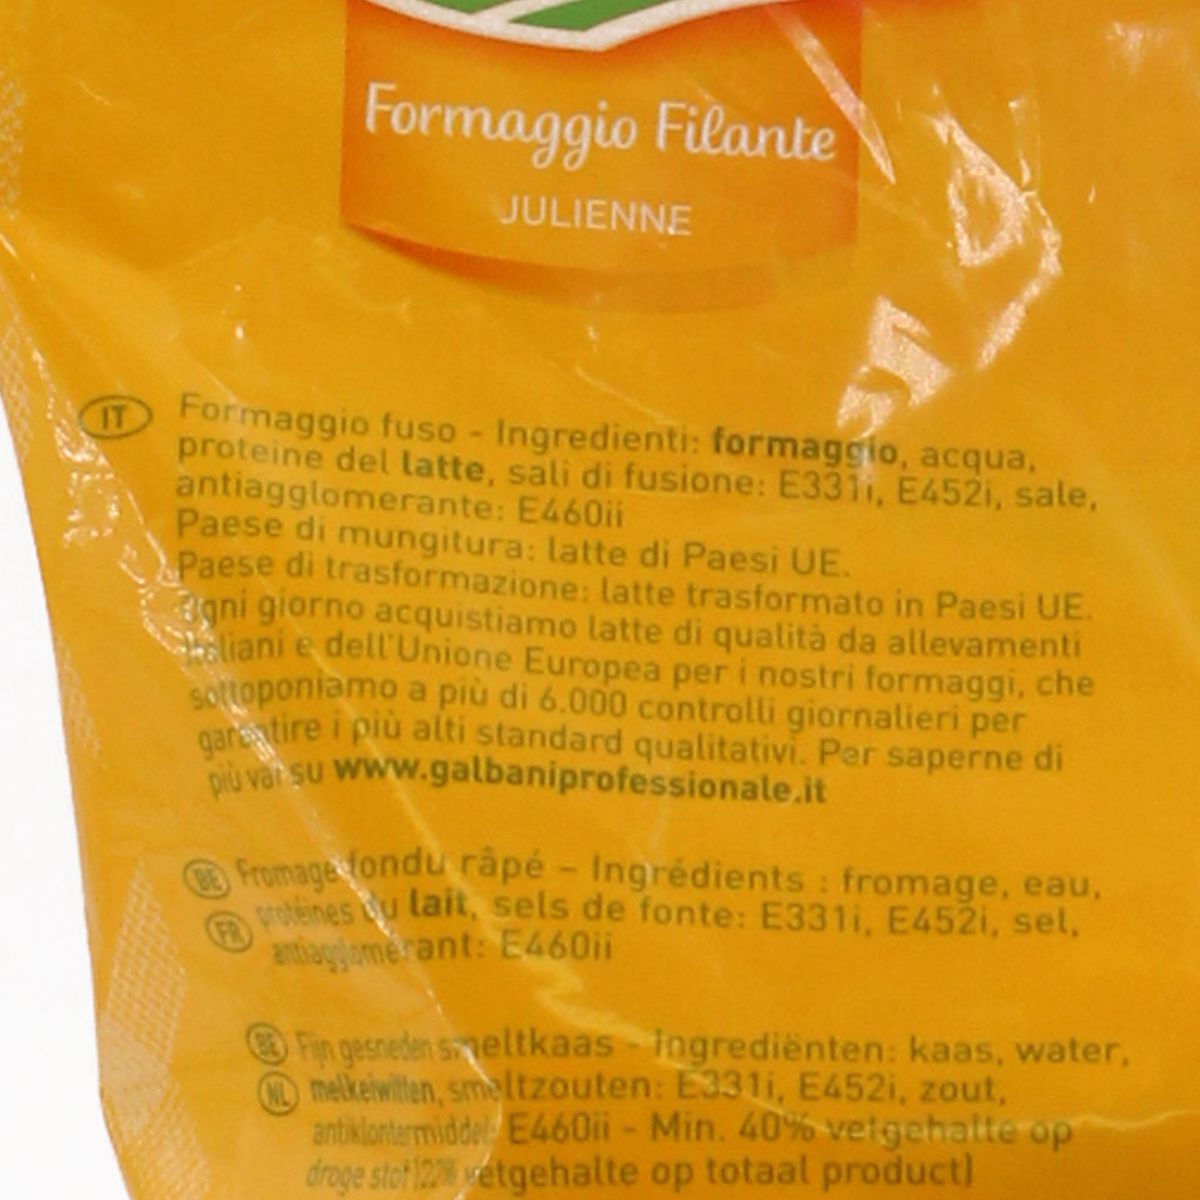 Formaggio Filante
JULIENNE
IT Formaggio fuso - Ingredienti: formaggio, acqua,
proteine del latte, sali di fusione: E331i, E452i, sale,
antiagglomerante: E460ii
Paese di mungitura: latte di Paesi UE.
Paese di trasformazione: latte trasformato in Paesi UE.
Ogni giorno acquistiamo latte di qualità da allevamenti
italiani e dell'Unione Europea per i nostri formaggi, che
sottoponiamo a più di 6.000 controlli giornalieri per
garantire i più alti standard qualitativi. Per saperne di
più vai su www.galbaniprofessionale.it
BE Fromage fondu râpé – Ingrédients : fromage, eau,
FR protéines du lait, sels de fonte: E331i, E452i, sel,
antiagglomérant: E460ii
BE Fijn gesneden smeltkaas - Ingrediënten: kaas, water,
NL melkeiwitten, smeltzouten: E331i, E452i, zout,
antiklontermiddel: E460ii - Min. 40% vetgehalte op
droge stof (22% vetgehalte op totaal product)